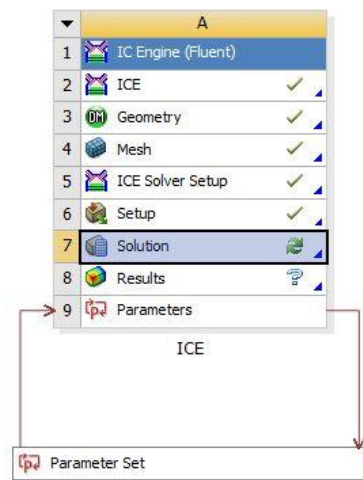 A
1 IC Engine (Fluent)
2 ICE
3 DM Geometry
4 Mesh
5 ICE Solver Setup
6 Setup
7 Solution
8 Results ?
9 Parameters
ICE
Parameter Set